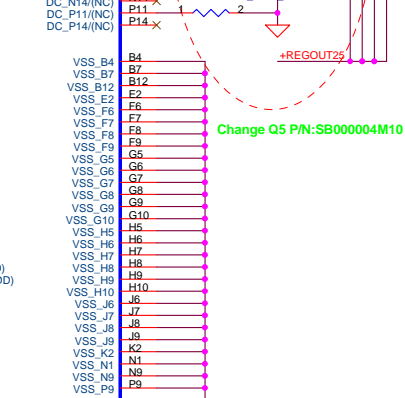 DC_N14/(NC)
DC_P11/(NC) P11 1 2
DC_P14/(NC) P14
+REGOUT25
VSS_B4 B4
VSS_B7 B7
VSS_B12 B12
VSS_E2 E2
VSS_F6 F6
VSS_F7 F7
VSS_F8 F8
VSS_F9 F9
Change Q5 P/N:SB000004M10
VSS_G5 G5
VSS_G6 G6
VSS_G7 G7
VSS_G8 G8
VSS_G9 G9
VSS_G10 G10
VSS_H5 H5
VSS_H6 H6
VSS_H7 H7
VSS_H8 H8
VSS_H9 H9
VSS_H10 H10
VSS_J6 J6
VSS_J7 J7
VSS_J8 J8
VSS_J9 J9
VSS_K2 K2
VSS_N1 N1
VSS_N9 N9
VSS_P9 P9
)
OD)